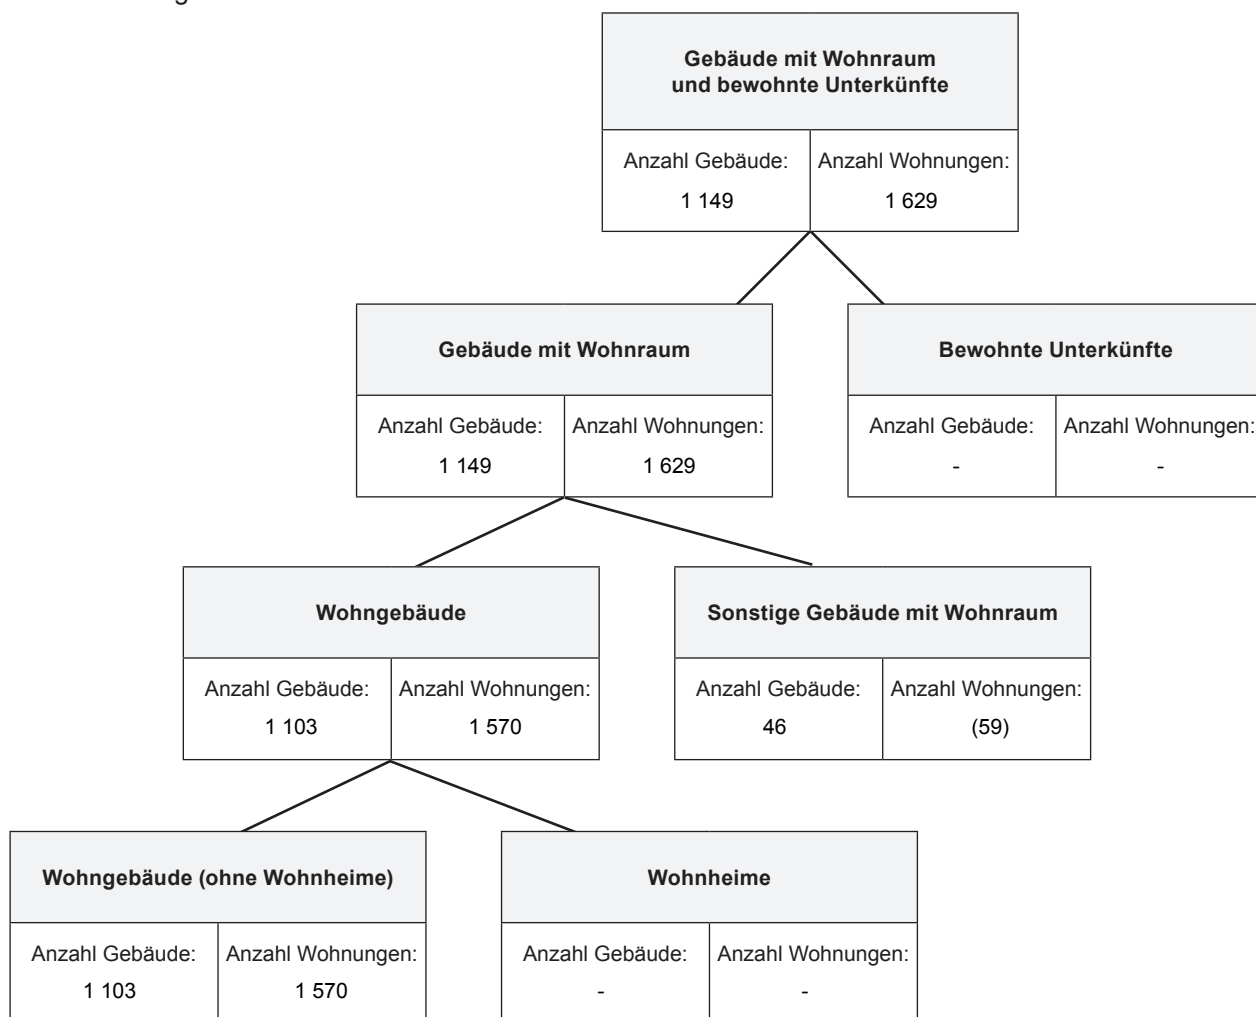 Gebäude mit Wohnraum
und bewohnte Unterkünfte
Anzahl Gebäude: Anzahl Wohnungen:
1 149 1 629
Gebäude mit Wohnraum Bewohnte Unterkünfte
Anzahl Gebäude: Anzahl Wohnungen: Anzahl Gebäude: Anzahl Wohnungen:
1 149 1 629 - -
Wohngebäude Sonstige Gebäude mit Wohnraum
Anzahl Gebäude: Anzahl Wohnungen: Anzahl Gebäude: Anzahl Wohnungen:
1 103 1 570 46 (59)
Wohngebäude (ohne Wohnheime) Wohnheime
Anzahl Gebäude: Anzahl Wohnungen: Anzahl Gebäude: Anzahl Wohnungen:
1 103 1 570 - -